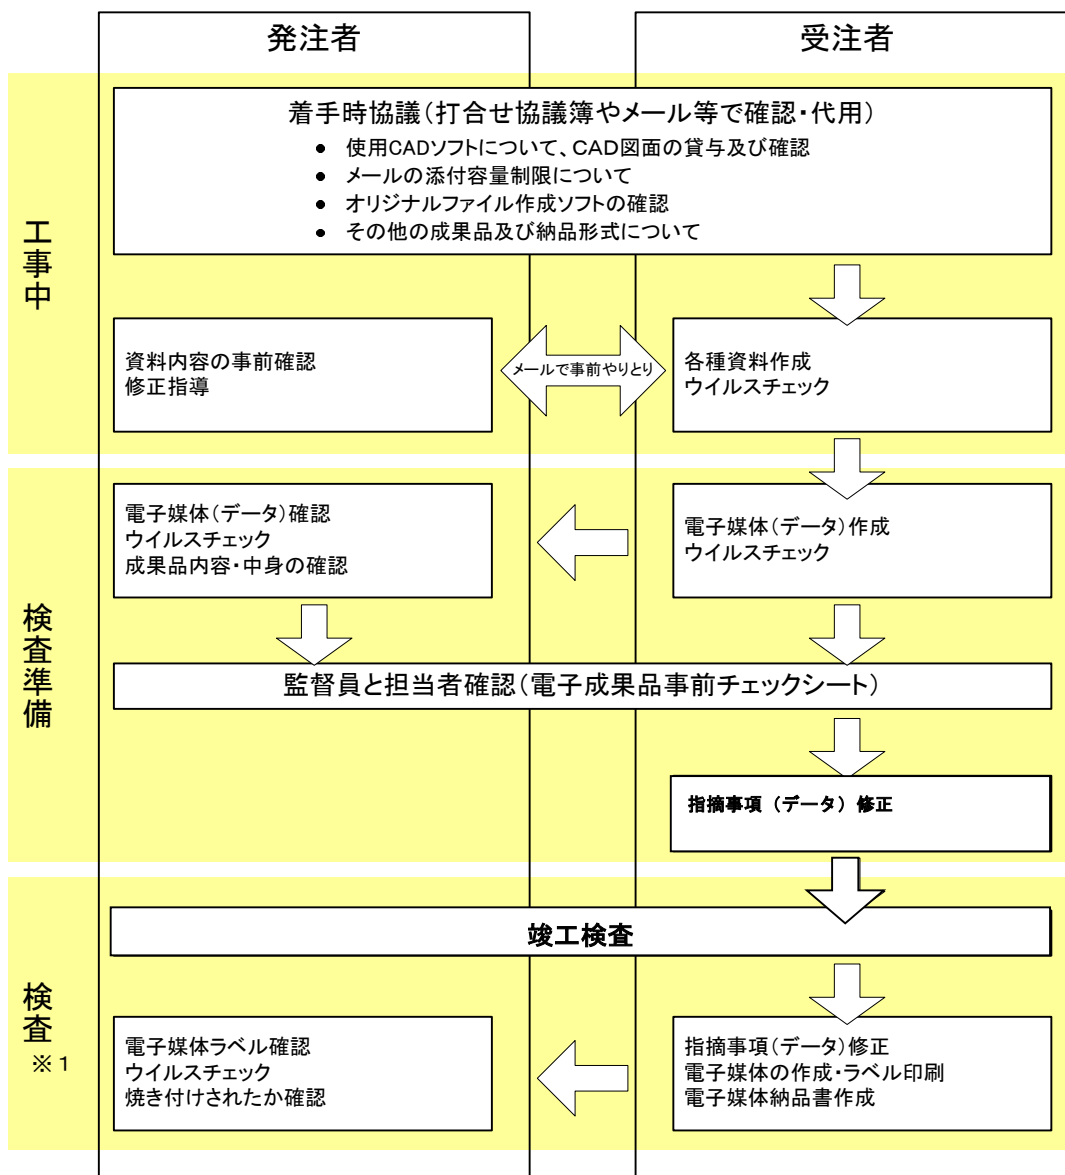 発注者
受注者
工事中
着手時協議（打合せ協議簿やメール等で確認・代用）
● 使用CADソフトについて、CAD図面の貸与及び確認
● メールの添付容量制限について
● オリジナルファイル作成ソフトの確認
● その他の成果品及び納品形式について
資料内容の事前確認
修正指導
メールで事前やりとり
各種資料作成
ウイルスチェック
検査準備
電子媒体（データ）確認
ウイルスチェック
成果品内容・中身の確認
電子媒体（データ）作成
ウイルスチェック
監督員と担当者確認（電子成果品事前チェックシート）
指摘事項（データ）修正
検査
※１
竣工検査
電子媒体ラベル確認
ウイルスチェック
焼き付けされたか確認
指摘事項（データ）修正
電子媒体の作成・ラベル印刷
電子媒体納品書作成